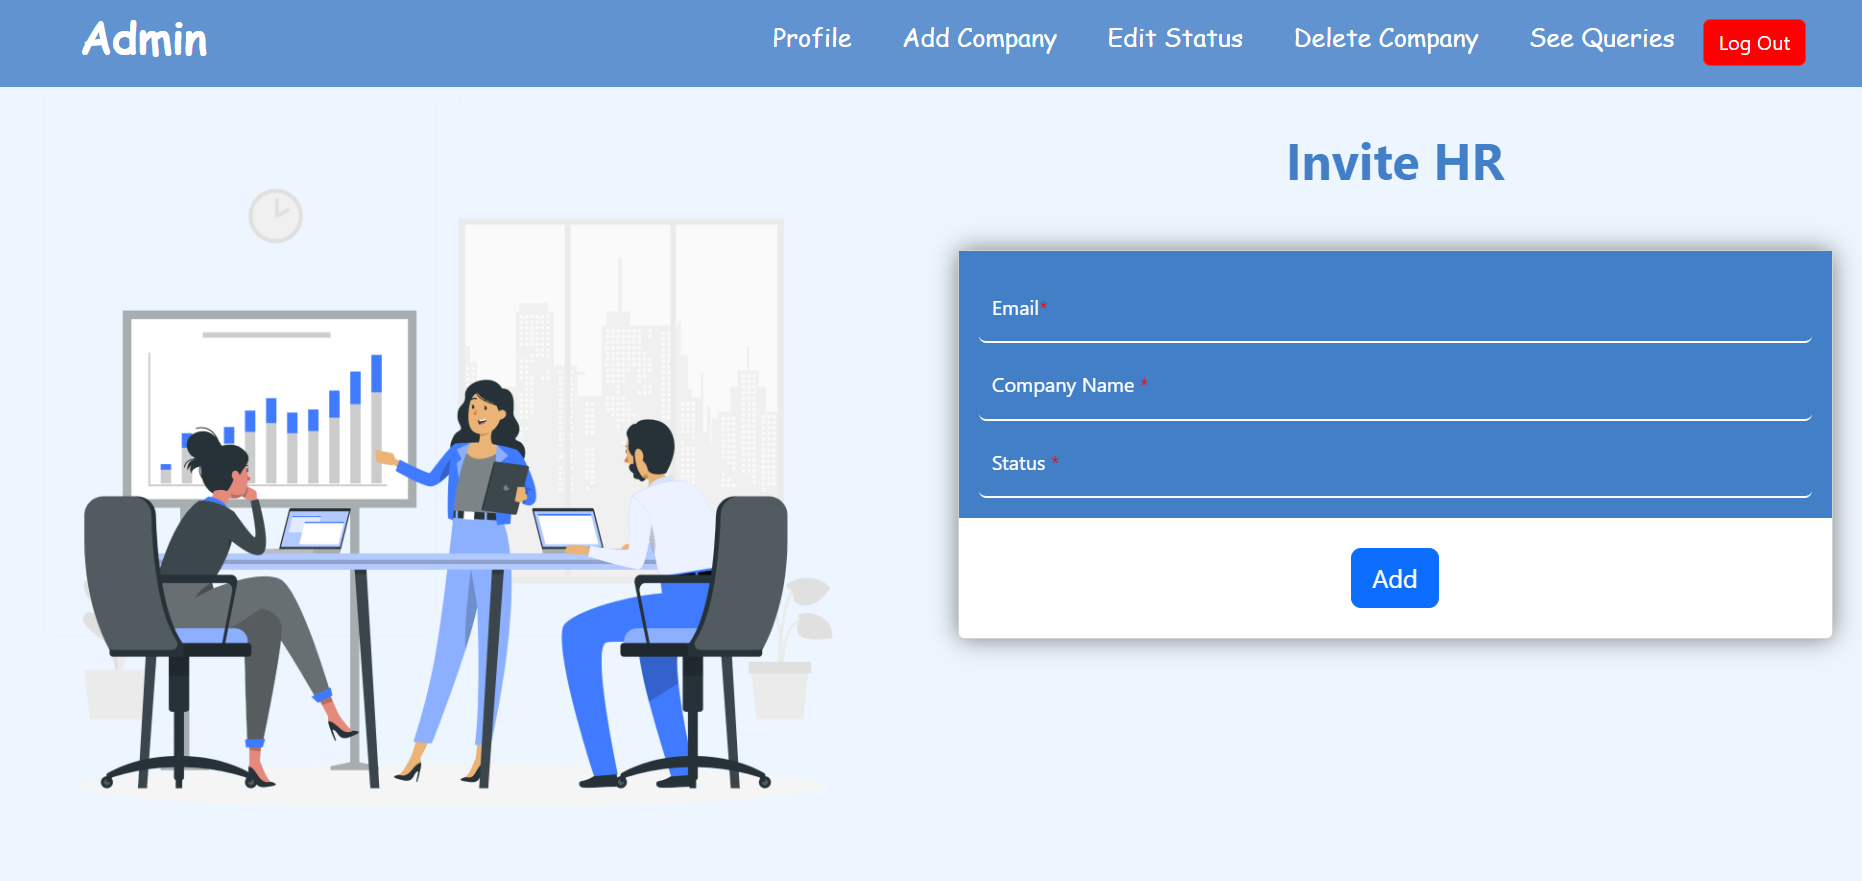 Admin
Profile Add Company Edit Status Delete Company See Queries Log Out
Invite HR
Email*
Company Name *
Status *
Add